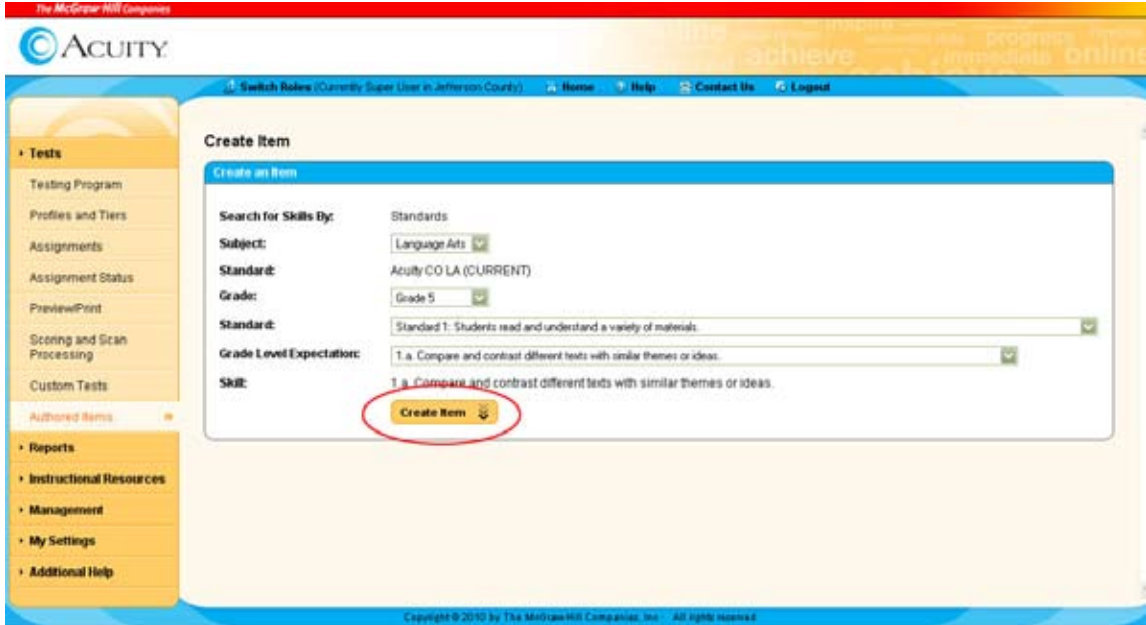 The McGraw-Hill Companies
ACUITY
achieve
progress
online
immediate
Switch Roles (Currently Super User in Jefferson County) Home Help Contact Us Logout
Create Item
Tests
Testing Program
Profiles and Tiers
Assignments
Assignment Status
Preview/Print
Scoring and Scan
Processing
Custom Tests
Authored Items
Reports
Instructional Resources
Management
My Settings
Additional Help
Create an Item
Search for Skills By: Standards
Subject: Language Arts
Standard: Acuity CO LA (CURRENT)
Grade: Grade 5
Standard: Standard 1: Students read and understand a variety of materials.
Grade Level Expectation: 1.a. Compare and contrast different texts with similar themes or ideas.
Skill: 1.a. Compare and contrast different texts with similar themes or ideas.
Create Item
Copyright © 2010 by The McGraw-Hill Companies, Inc. All rights reserved.